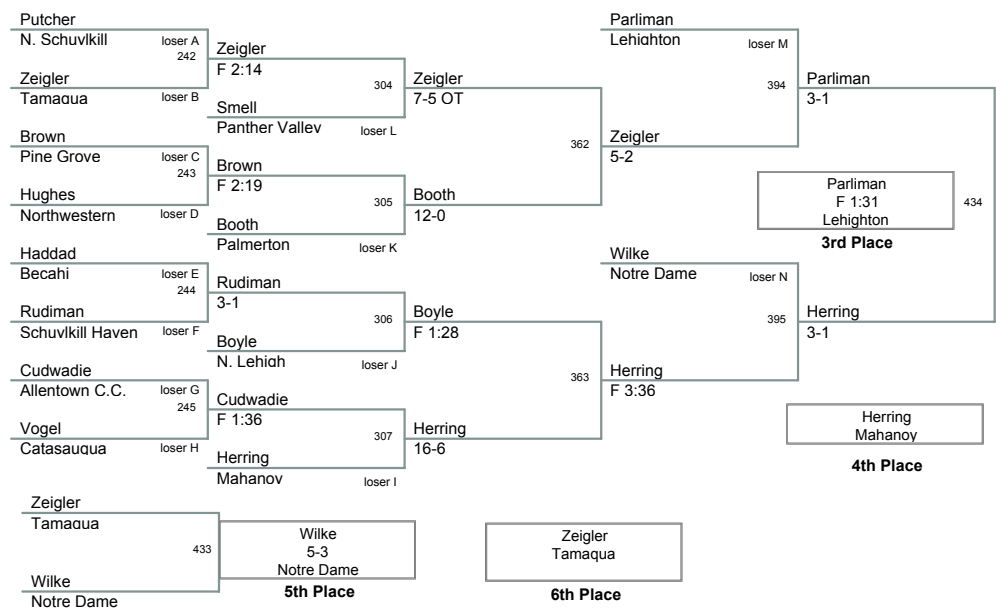 Putcher
N. Schuylkill
loser A
242
Zeigler
Tamaqua
loser B
Zeigler
F 2:14
304
Smell
Panther Valley
loser L
Brown
Pine Grove
loser C
243
Hughes
Northwestern
loser D
Brown
F 2:19
305
Booth
Palmerton
loser K
Haddad
Becahi
loser E
244
Rudiman
Schuylkill Haven
loser F
Rudiman
3-1
306
Boyle
N. Lehigh
loser J
Cudwadie
Allentown C.C.
loser G
245
Vogel
Catasauqua
loser H
Cudwadie
F 1:36
307
Herring
Mahanoy
loser I
Zeigler
7-5 OT
362
Booth
12-0
Boyle
F 1:28
363
Herring
16-6
Parliman
Lehighton
loser M
394
Zeigler
5-2
Wilke
Notre Dame
loser N
395
Herring
F 3:36
Parliman
3-1
434
Herring
3-1
Parliman
F 1:31
Lehighton
3rd Place
Herring
Mahanoy
4th Place
Zeigler
Tamaqua
433
Wilke
Notre Dame
Wilke
5-3
Notre Dame
5th Place
Zeigler
Tamaqua
6th Place